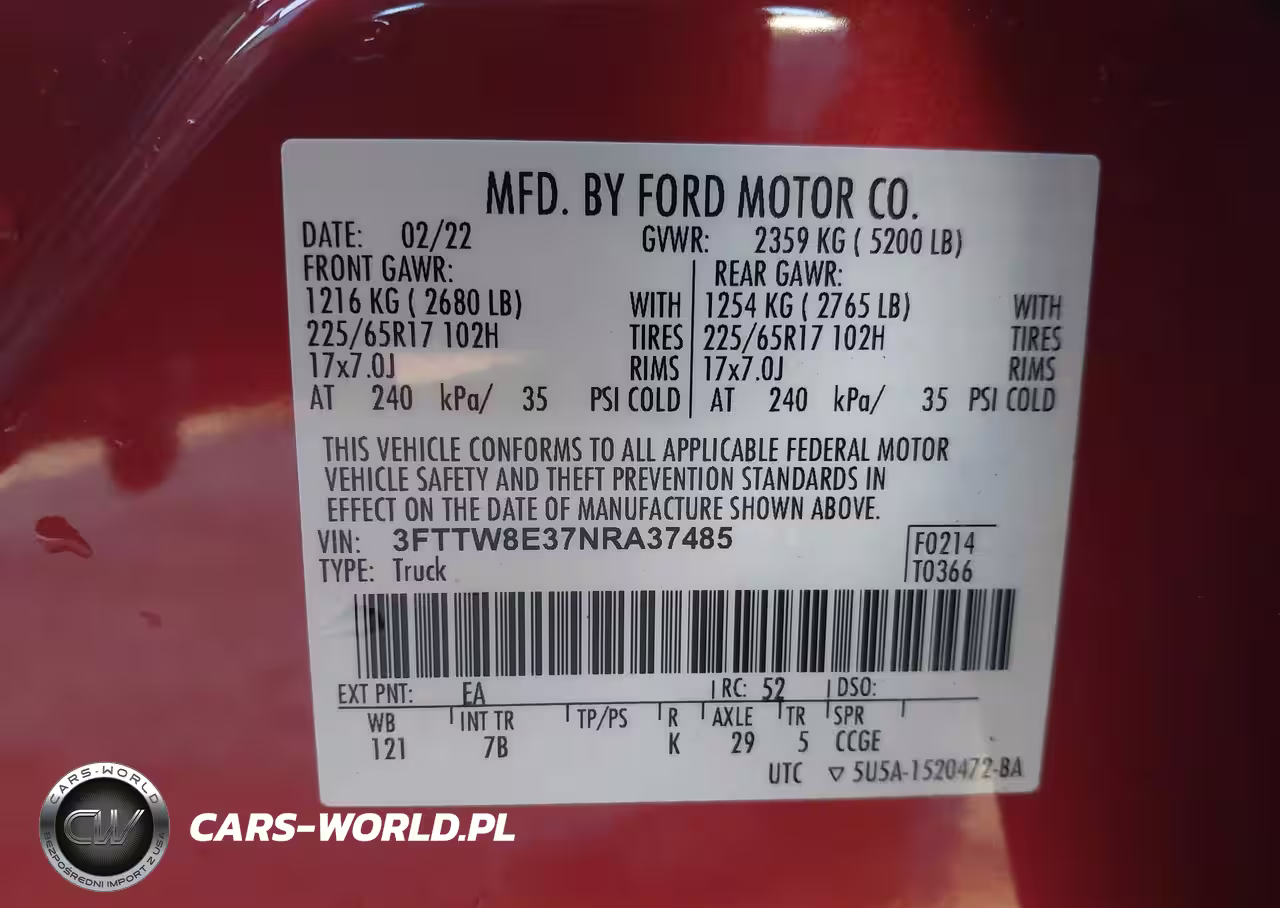 MFD. BY FORD MOTOR CO.
DATE: 02/22 GVWR: 2359 KG ( 5200 LB)
FRONT GAWR: REAR GAWR:
1216 KG ( 2680 LB) WITH 1254 KG ( 2765 LB) WITH
225/65R17 102H TIRES 225/65R17 102H TIRES
17x7.0J RIMS 17x7.0J RIMS
AT 240 kPa/ 35 PSI COLD AT 240 kPa/ 35 PSI COLD
THIS VEHICLE CONFORMS TO ALL APPLICABLE FEDERAL MOTOR
VEHICLE SAFETY AND THEFT PREVENTION STANDARDS IN
EFFECT ON THE DATE OF MANUFACTURE SHOWN ABOVE.
VIN: 3FTTW8E37NRA37485 F0214
TYPE: Truck T0366
EXT PNT: EA RC: 52 DSO:
WB INT TR TP/PS R AXLE TR SPR
121 7B K 29 5 CCGE
UTC ▽ 5U5A-1520472-BA
CARS-WORLD
CW
BEZPOŚREDNI IMPORT Z USA
CARS-WORLD.PL